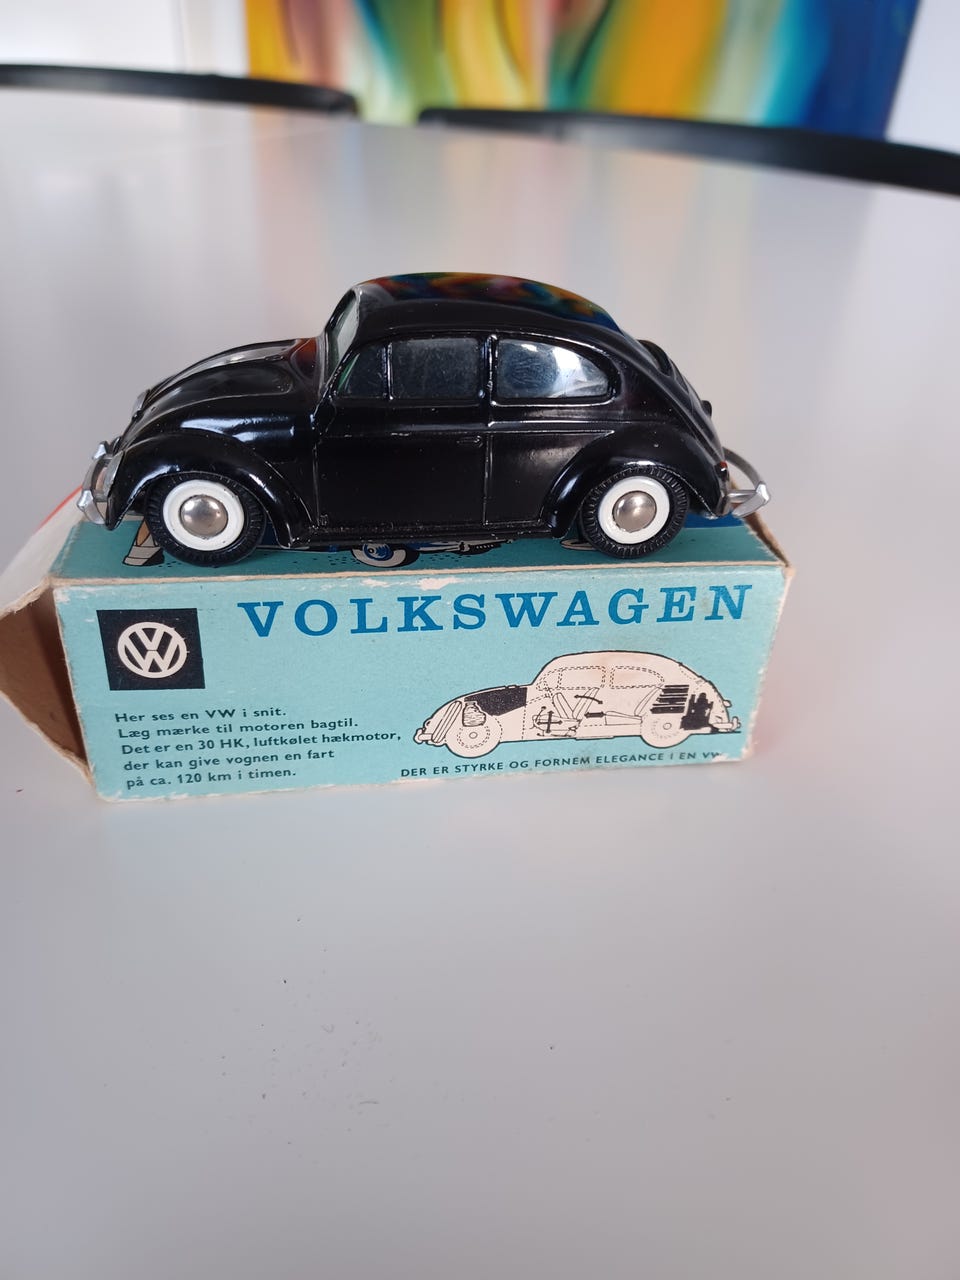 VOLKSWAGEN
VW
Her ses en VW i snit.
Læg mærke til motoren bagtil.
Det er en 30 HK, luftkølet hækmotor,
der kan give vognen en fart
på ca. 120 km i timen.
DER ER STYRKE OG FORNEM ELEGANCE I EN VW